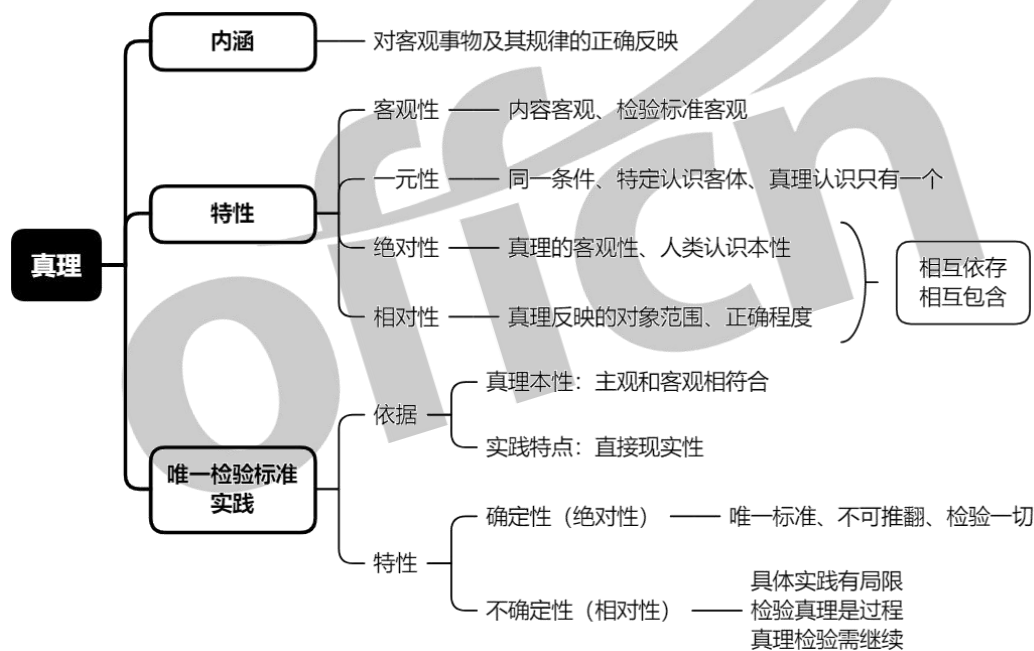 真理
内涵
对客观事物及其规律的正确反映
特性
客观性
内容客观、检验标准客观
一元性
同一条件、特定认识客体、真理认识只有一个
绝对性
真理的客观性、人类认识本性
相对性
真理反映的对象范围、正确程度
相互依存
相互包含
唯一检验标准
实践
依据
真理本性：主观和客观相符合
实践特点：直接现实性
特性
确定性（绝对性）
唯一标准、不可推翻、检验一切
不确定性（相对性）
具体实践有局限
检验真理是过程
真理检验需继续
offcn